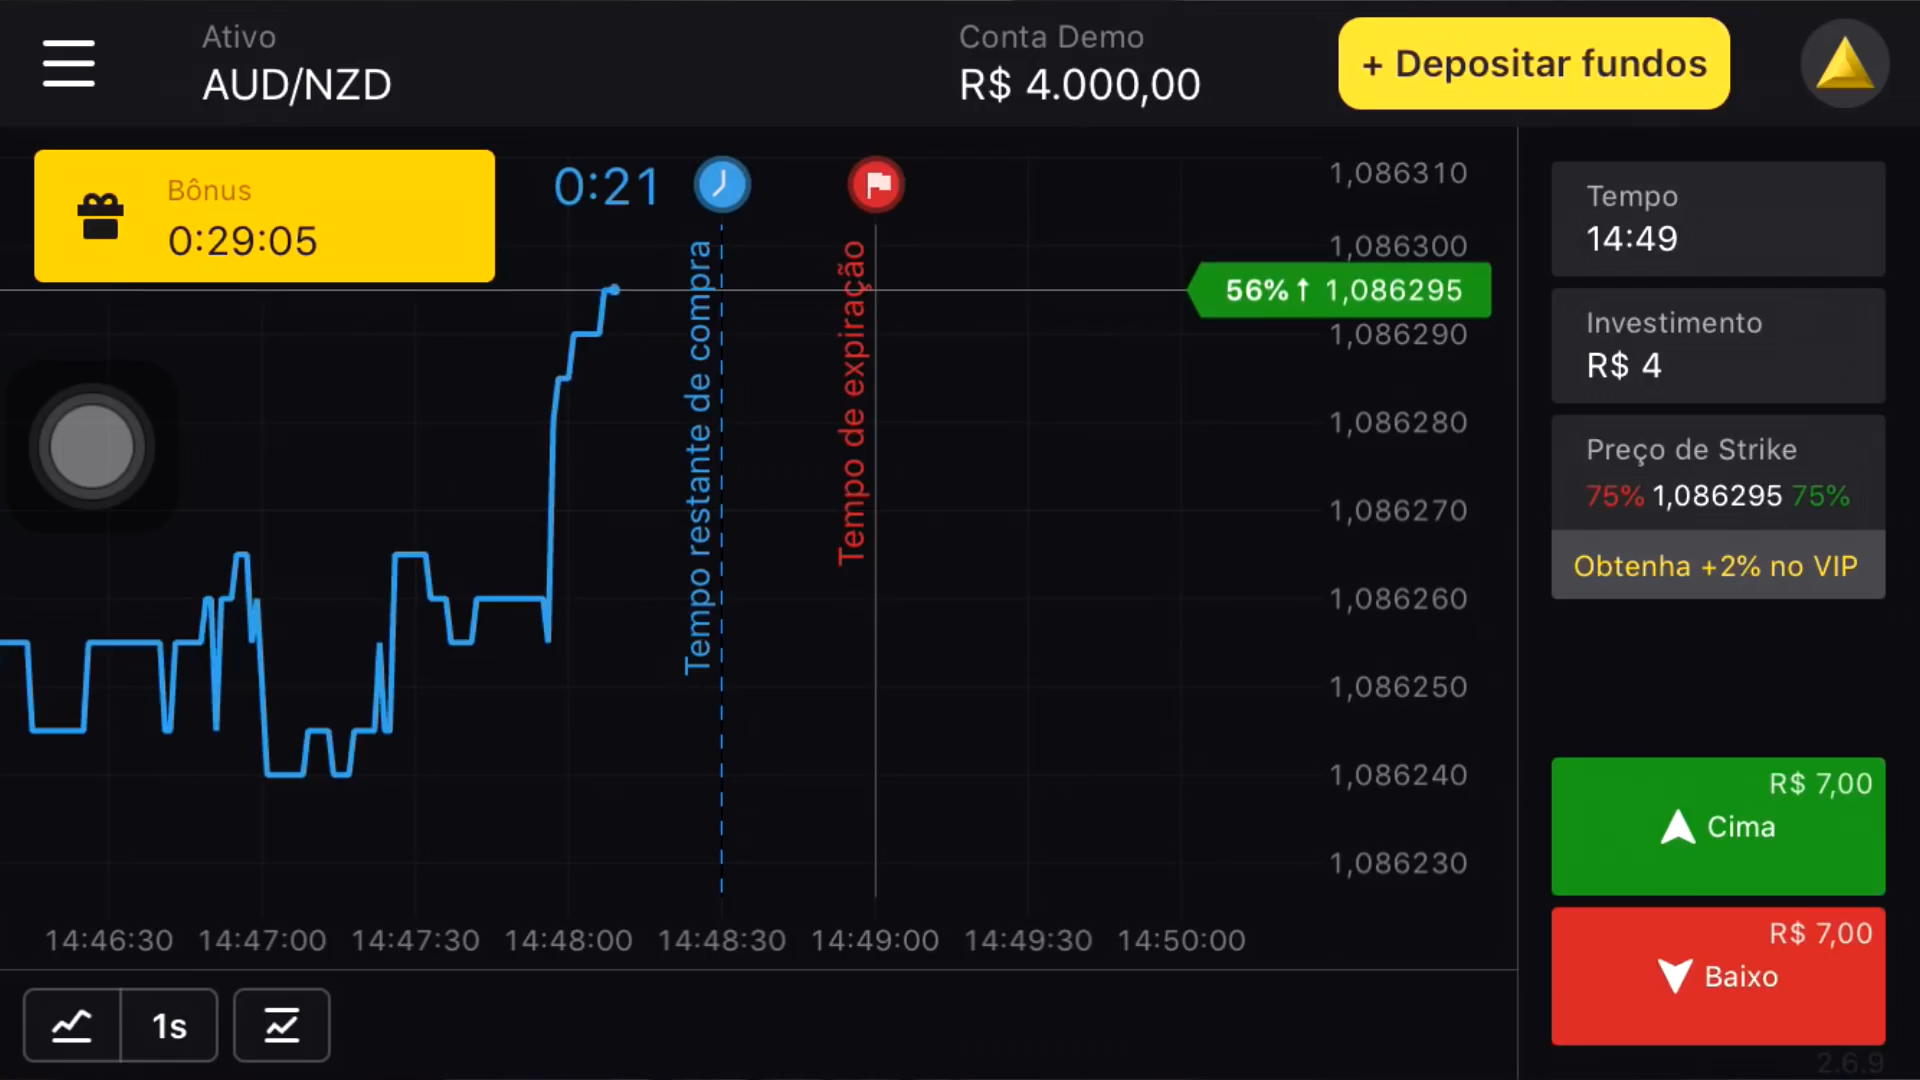 Ativo
AUD/NZD
Conta Demo
R$ 4.000,00
+ Depositar fundos
Bônus
0:29:05
0:21
Tempo restante de compra
Tempo de expiração
1,086310
1,086300
56%↑ 1,086295
1,086290
1,086280
1,086270
1,086260
1,086250
1,086240
1,086230
14:46:30 14:47:00 14:47:30 14:48:00 14:48:30 14:49:00 14:49:30 14:50:00
1s
Tempo
14:49
Investimento
R$ 4
Preço de Strike
75% 1,086295 75%
Obtenha +2% no VIP
R$ 7,00
Cima
R$ 7,00
Baixo
2.6.9